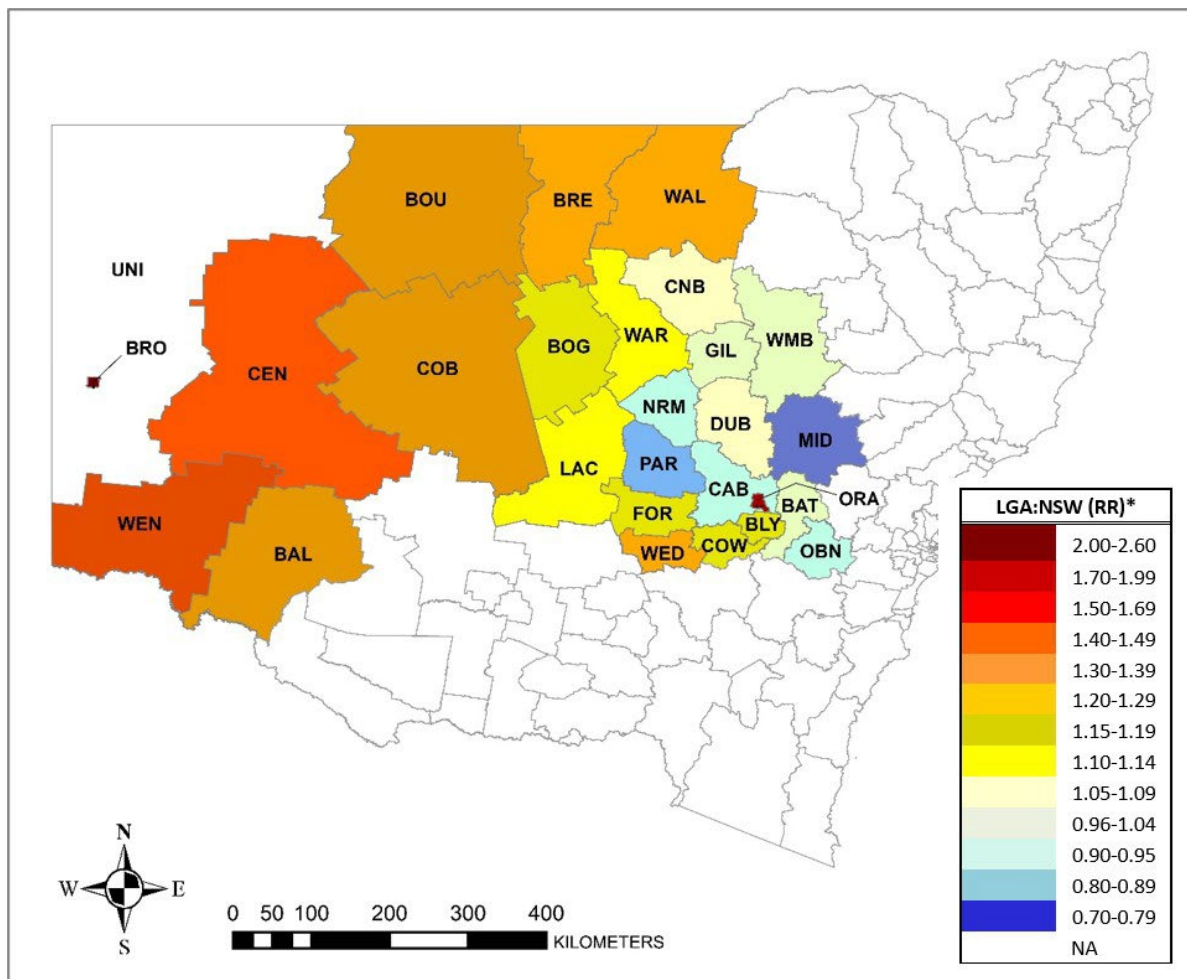 BOU
BRE
WAL
UNI
CNB
BRO
WAR
WMB
BOG
GIL
CEN
COB
NRM
DUB
MID
PAR
LAC
CAB
ORA
WEN
FOR
BAT
BLY
BAL
WED
COW
OBN
LGA:NSW (RR)*
2.00-2.60
1.70-1.99
1.50-1.69
1.40-1.49
1.30-1.39
1.20-1.29
1.15-1.19
1.10-1.14
1.05-1.09
0.96-1.04
0.90-0.95
0.80-0.89
0.70-0.79
NA
N
W E
S
0 50 100 200 300 400
KILOMETERS